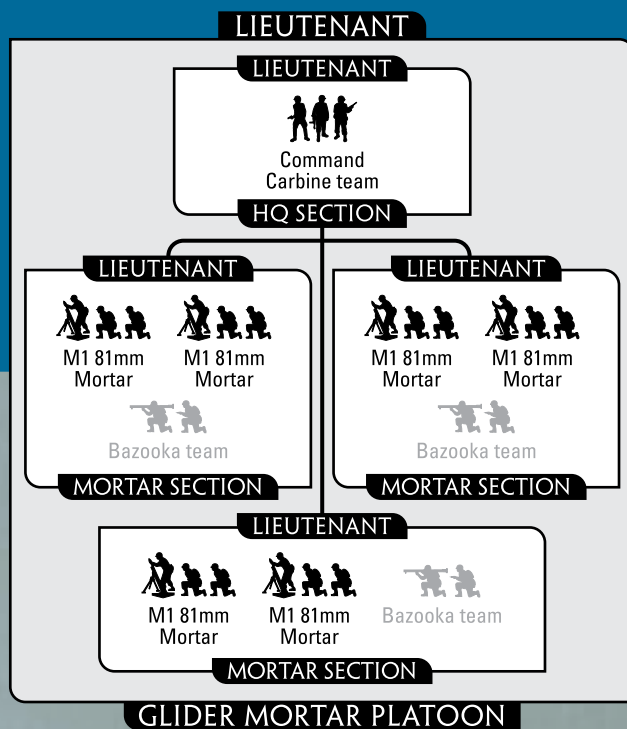 LIEUTENANT
LIEUTENANT
Command
Carbine team
HQ SECTION
LIEUTENANT
M1 81mm
Mortar
M1 81mm
Mortar
Bazooka team
MORTAR SECTION
LIEUTENANT
M1 81mm
Mortar
M1 81mm
Mortar
Bazooka team
MORTAR SECTION
LIEUTENANT
M1 81mm
Mortar
M1 81mm
Mortar
Bazooka team
MORTAR SECTION
GLIDER MORTAR PLATOON